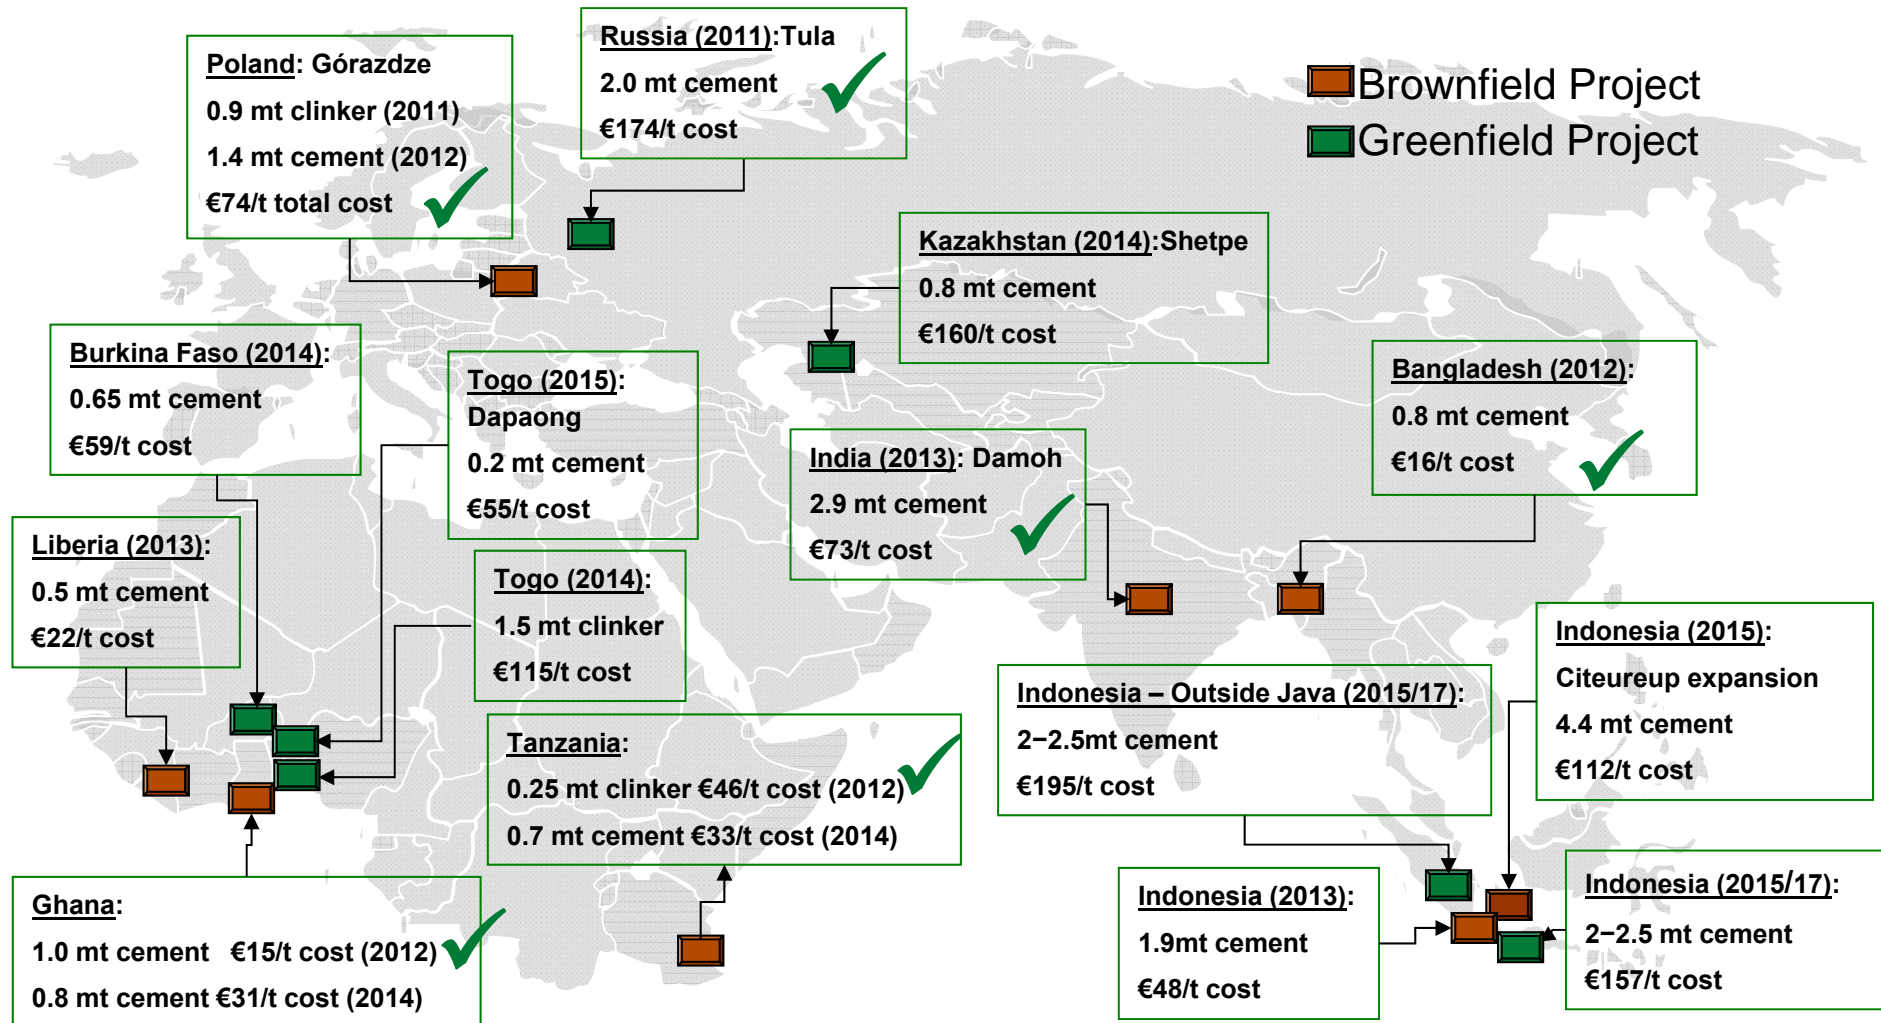 Poland: Górazdze
0.9 mt clinker (2011)
1.4 mt cement (2012)
€74/t total cost
Russia (2011):Tula
2.0 mt cement
€174/t cost
Brownfield Project
Greenfield Project
Kazakhstan (2014):Shetpe
0.8 mt cement
€160/t cost
Burkina Faso (2014):
0.65 mt cement
€59/t cost
Togo (2015):
Dapaong
0.2 mt cement
€55/t cost
India (2013): Damoh
2.9 mt cement
€73/t cost
Bangladesh (2012):
0.8 mt cement
€16/t cost
Liberia (2013):
0.5 mt cement
€22/t cost
Togo (2014):
1.5 mt clinker
€115/t cost
Indonesia – Outside Java (2015/17):
2–2.5mt cement
€195/t cost
Indonesia (2015):
Citeureup expansion
4.4 mt cement
€112/t cost
Tanzania:
0.25 mt clinker €46/t cost (2012)
0.7 mt cement €33/t cost (2014)
Ghana:
1.0 mt cement €15/t cost (2012)
0.8 mt cement €31/t cost (2014)
Indonesia (2013):
1.9mt cement
€48/t cost
Indonesia (2015/17):
2–2.5 mt cement
€157/t cost